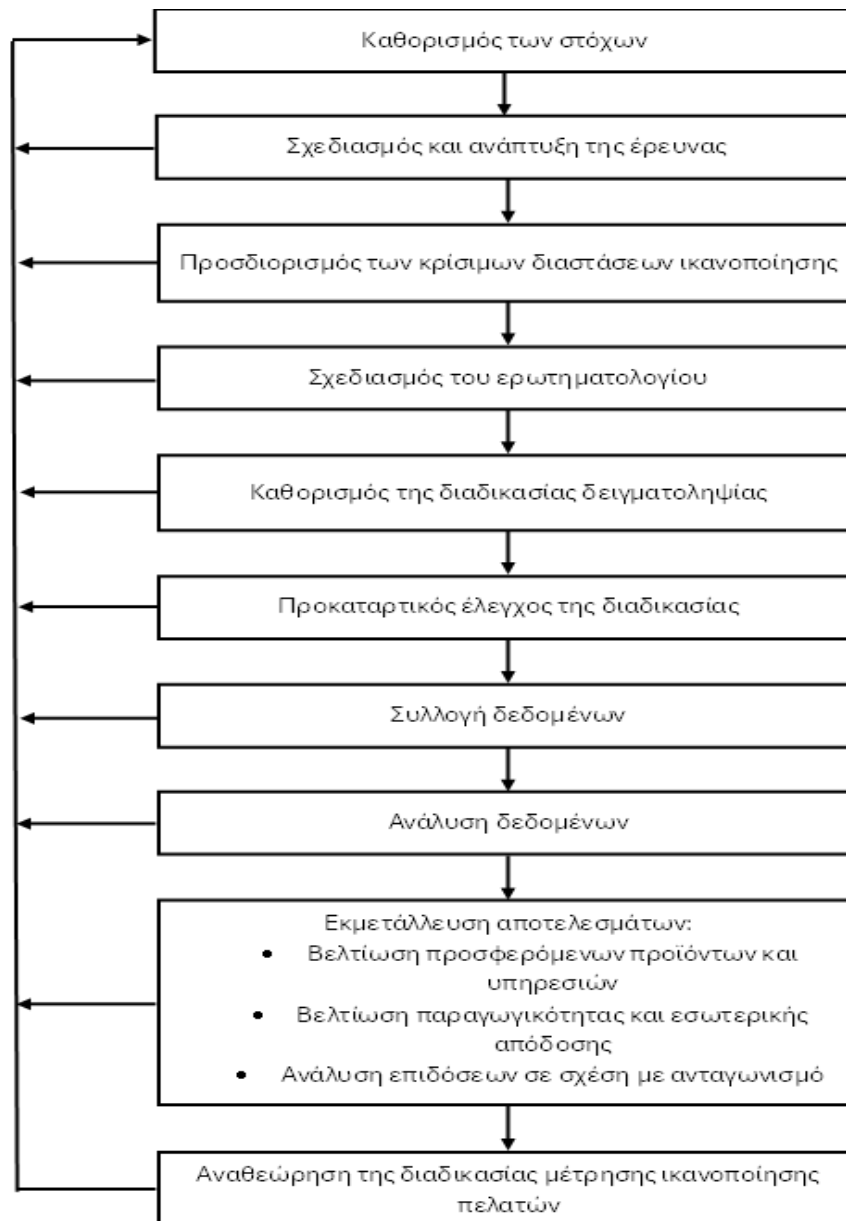 Καθορισμός των στόχων
Σχεδιασμός και ανάπτυξη της έρευνας
Προσδιορισμός των κρίσιμων διαστάσεων ικανοποίησης
Σχεδιασμός του ερωτηματολογίου
Καθορισμός της διαδικασίας δειγματοληψίας
Προκαταρτικός έλεγχος της διαδικασίας
Συλλογή δεδομένων
Ανάλυση δεδομένων
Εκμετάλλευση αποτελεσμάτων:
• Βελτίωση προσφερόμενων προϊόντων και
υπηρεσιών
• Βελτίωση παραγωγικότητας και εσωτερικής
απόδοσης
• Ανάλυση επιδόσεων σε σχέση με ανταγωνισμό
Αναθεώρηση της διαδικασίας μέτρησης ικανοποίησης
πελατών